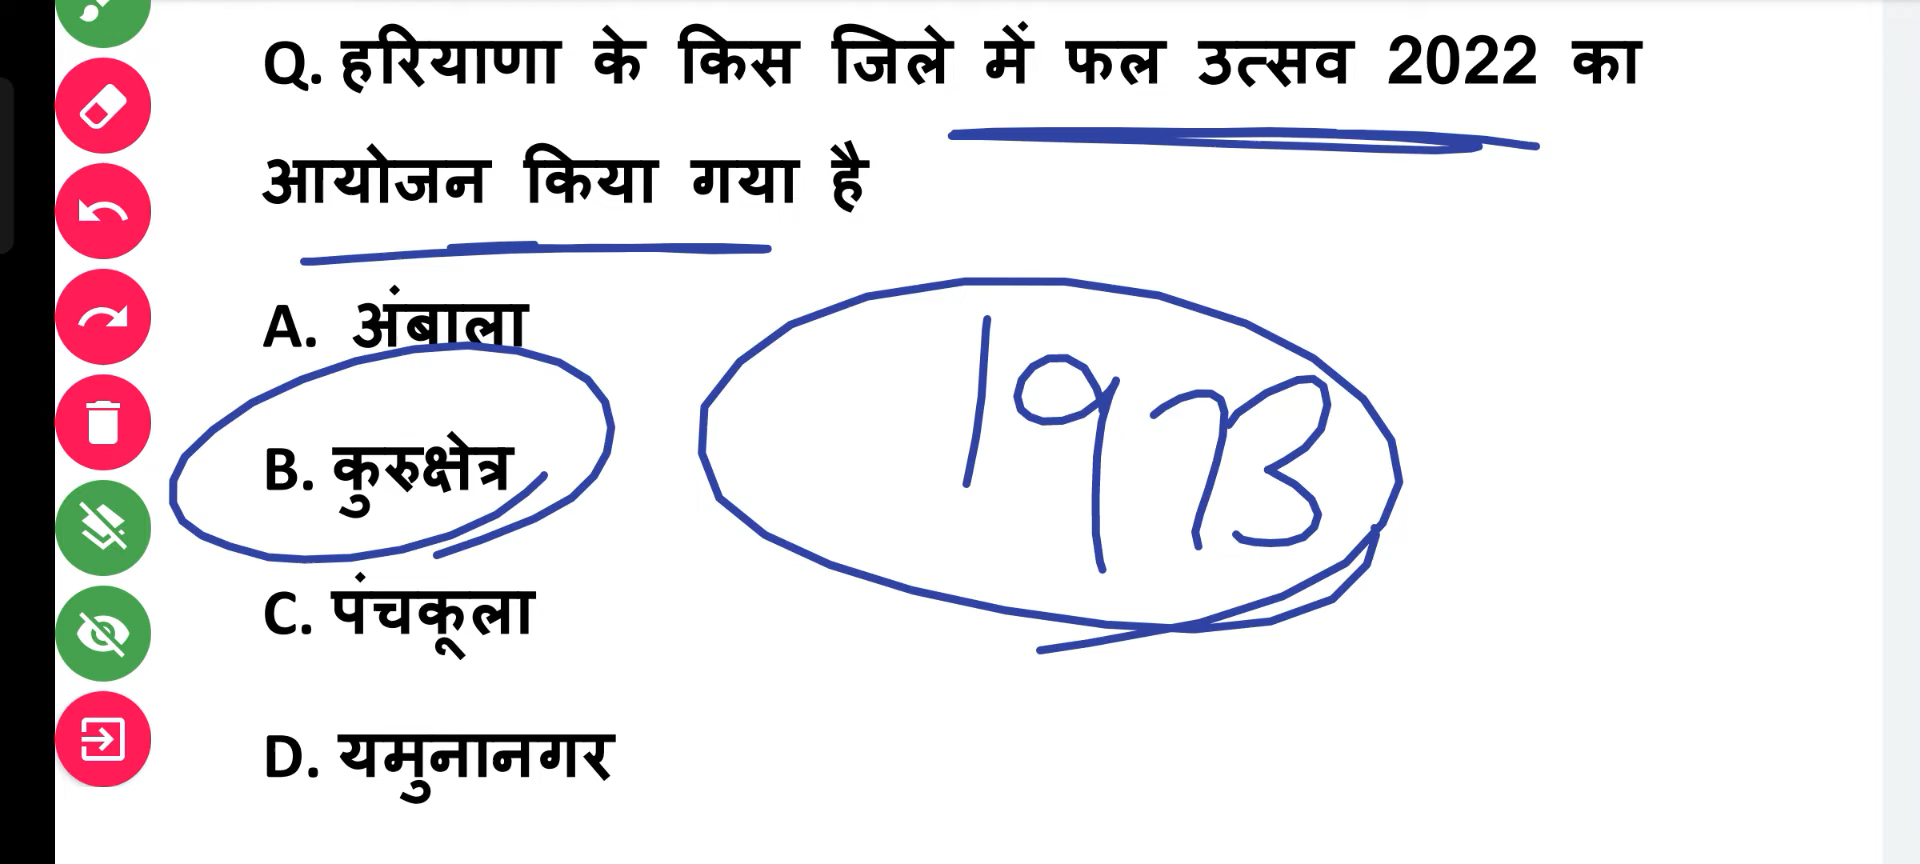 Q. हरियाणा के किस जिले में फल उत्सव 2022 का
आयोजन किया गया है
A. अंबाला
B. कुरुक्षेत्र
1973
C. पंचकूला
D. यमुनानगर